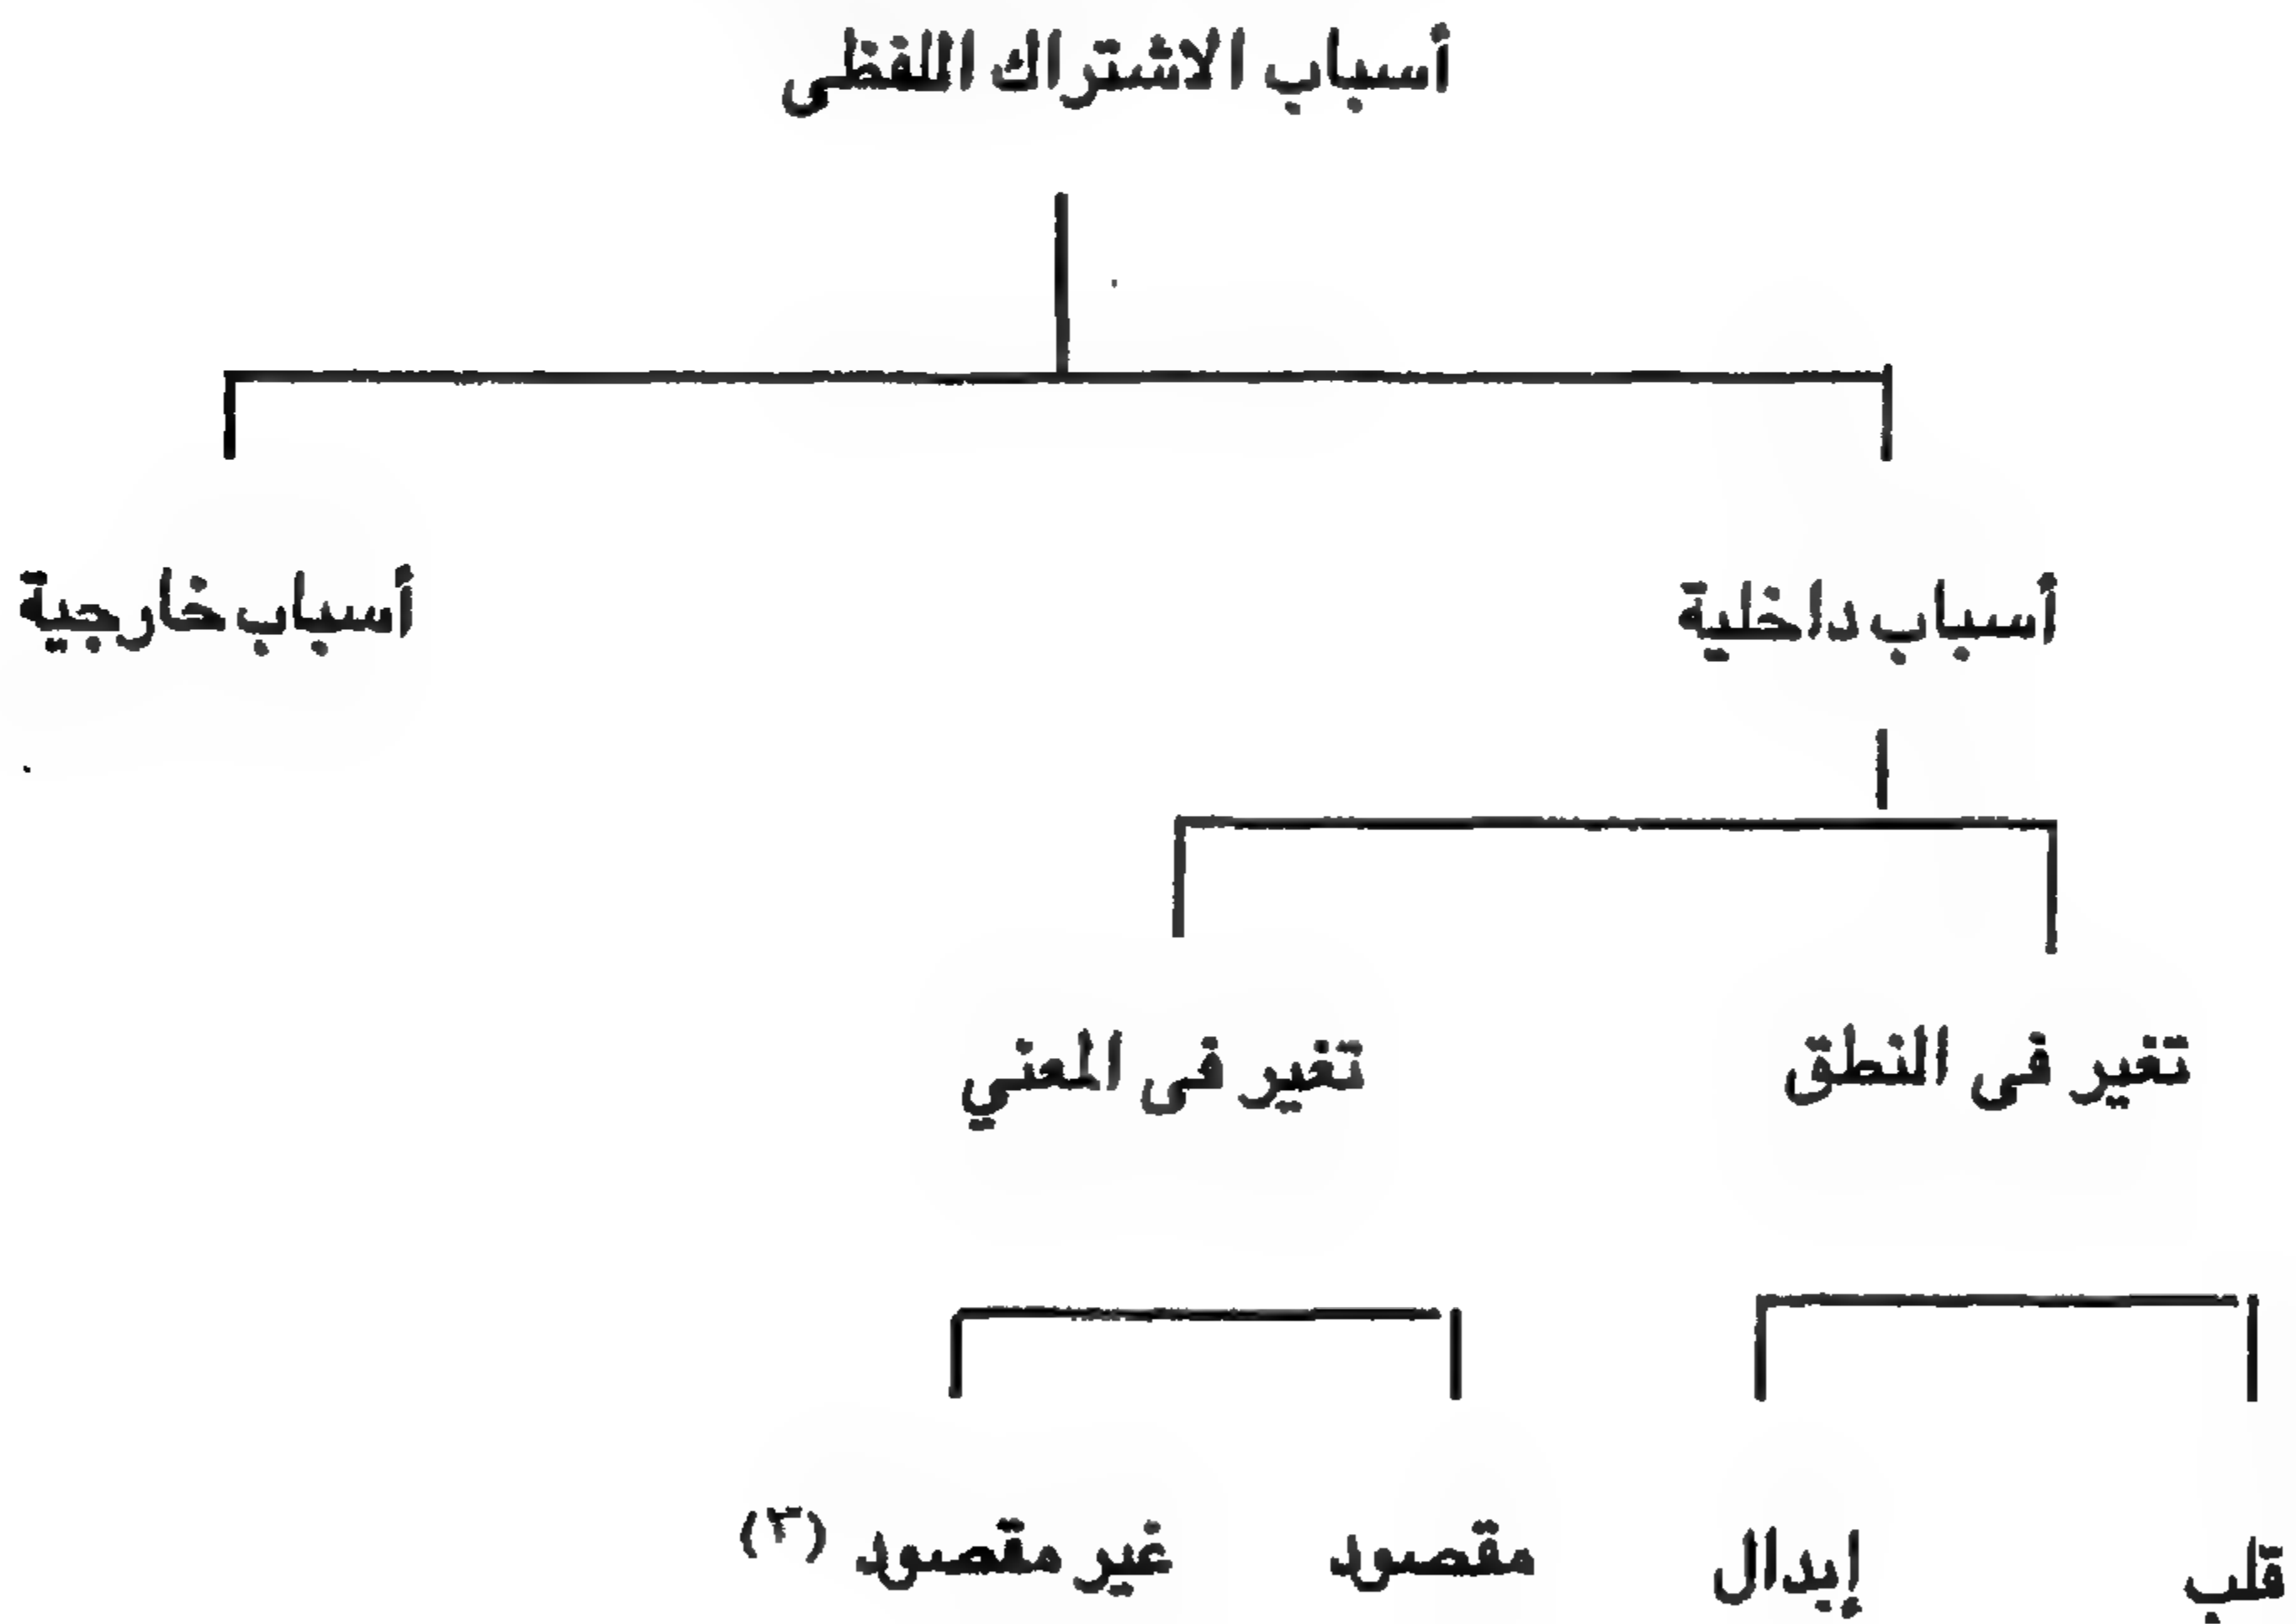 أسباب الاشتراك اللفظى
أسباب داخلية
أسباب خارجية
تغير فى النطق
تغير فى المعني
قلب
إبدال
مقصود
غير مقصود (٣)